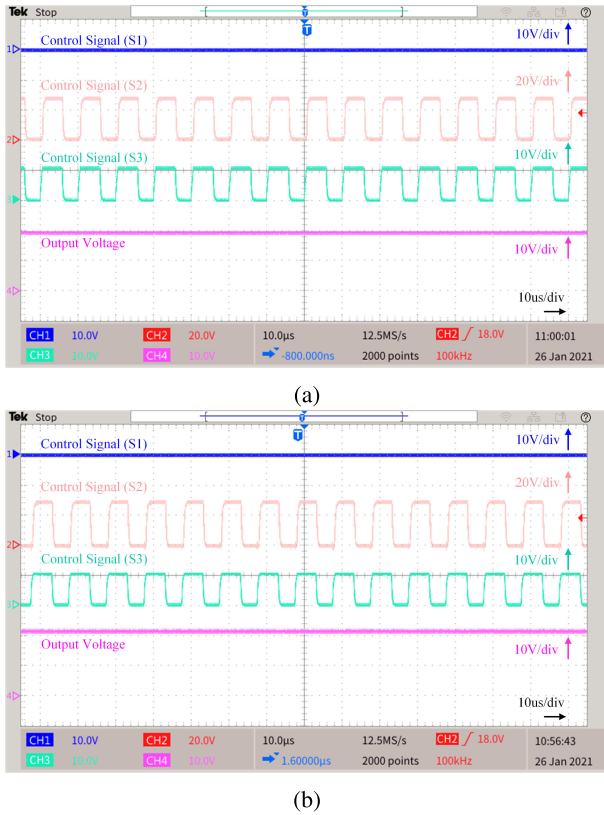 Tek Stop
T
T
1 Control Signal (S1) 10V/div
Control Signal (S2) 20V/div
2
Control Signal (S3) 10V/div
3
Output Voltage 10V/div
4
10us/div
CH1 10.0V CH2 20.0V 10.0µs 12.5MS/s CH2 18.0V 11:00:01
CH3 10.0V CH4 10.0V -800.000ns 2000 points 100kHz 26 Jan 2021
(a)
Tek Stop
T
T
Control Signal (S1) 10V/div
1
Control Signal (S2) 20V/div
2
Control Signal (S3) 10V/div
3
Output Voltage 10V/div
4
10us/div
CH1 10.0V CH2 20.0V 10.0µs 12.5MS/s CH2 18.0V 10:56:43
CH3 10.0V CH4 10.0V 1.60000µs 2000 points 100kHz 26 Jan 2021
(b)